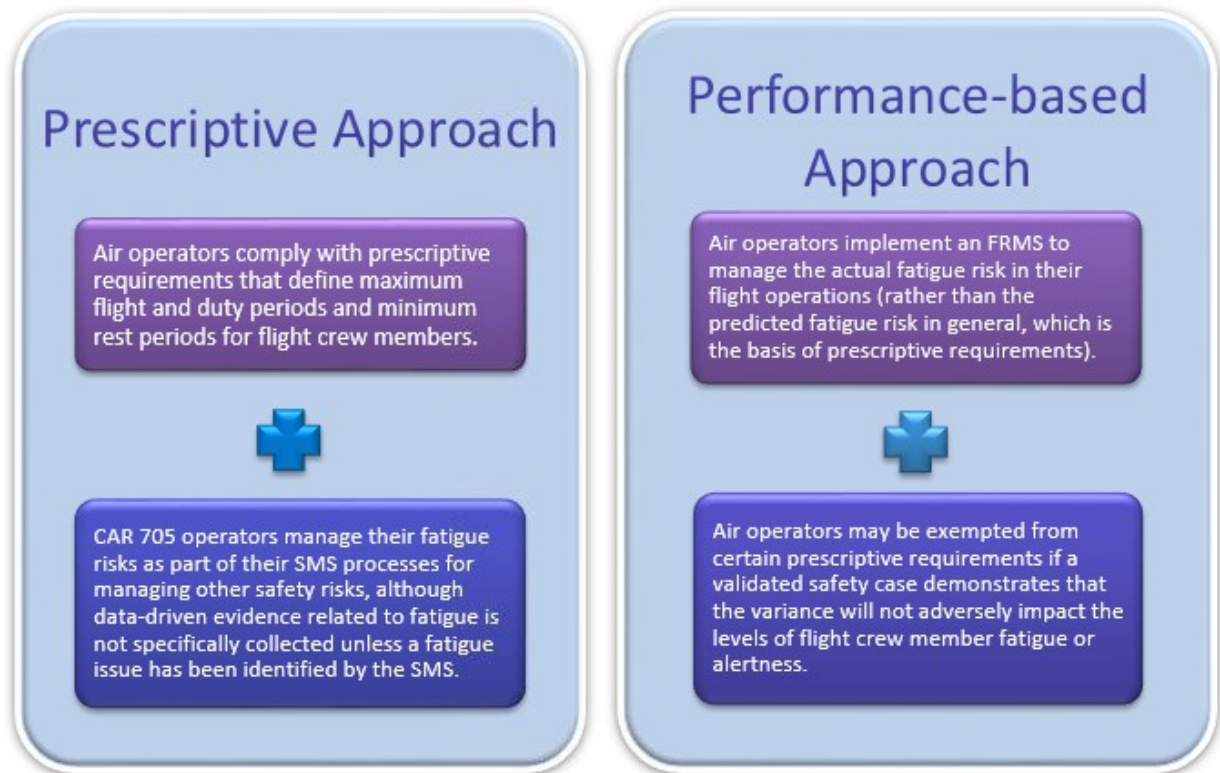 Prescriptive Approach
Air operators comply with prescriptive
requirements that define maximum
flight and duty periods and minimum
rest periods for flight crew members.
CAR 705 operators manage their fatigue
risks as part of their SMS processes for
managing other safety risks, although
data-driven evidence related to fatigue is
not specifically collected unless a fatigue
issue has been identified by the SMS.
Performance-based
Approach
Air operators implement an FRMS to
manage the actual fatigue risk in their
flight operations (rather than the
predicted fatigue risk in general, which is
the basis of prescriptive requirements).
Air operators may be exempted from
certain prescriptive requirements if a
validated safety case demonstrates that
the variance will not adversely impact the
levels of flight crew member fatigue or
alertness.